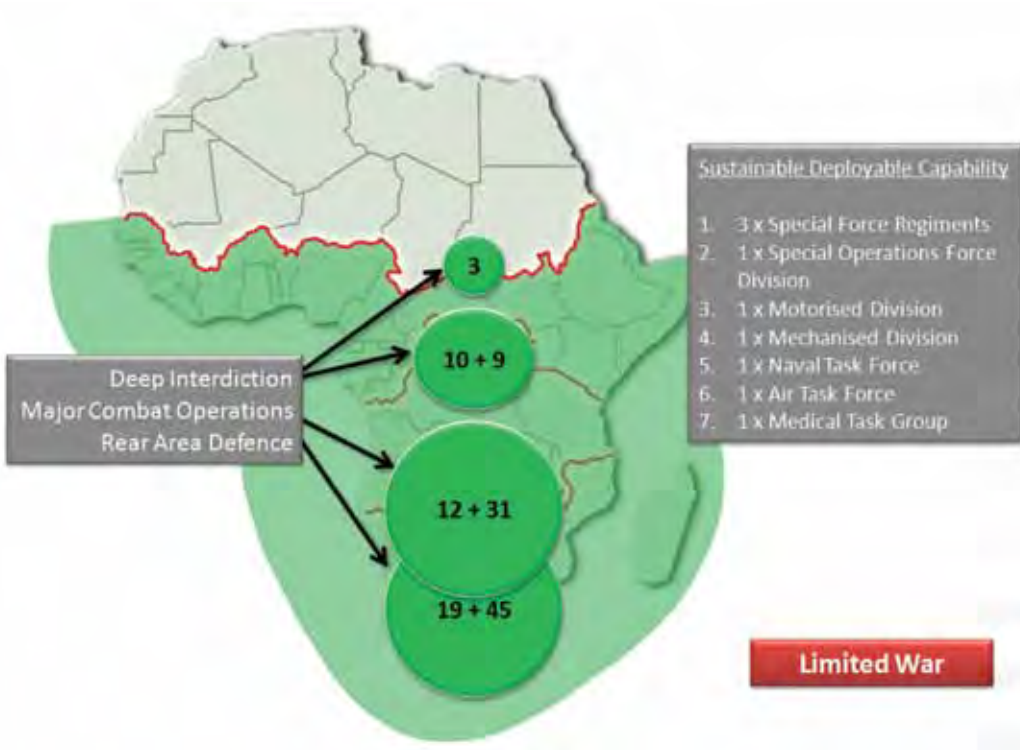 Sustainable Deployable Capability
1. 3 x Special Force Regiments
2. 1 x Special Operations Force
Division
3. 1 x Motorised Division
4. 1 x Mechanised Division
5. 1 x Naval Task Force
6. 1 x Air Task Force
7. 1 x Medical Task Group
3
10 + 9
Deep Interdiction
Major Combat Operations
Rear Area Defence
12 + 31
19 + 45
Limited War